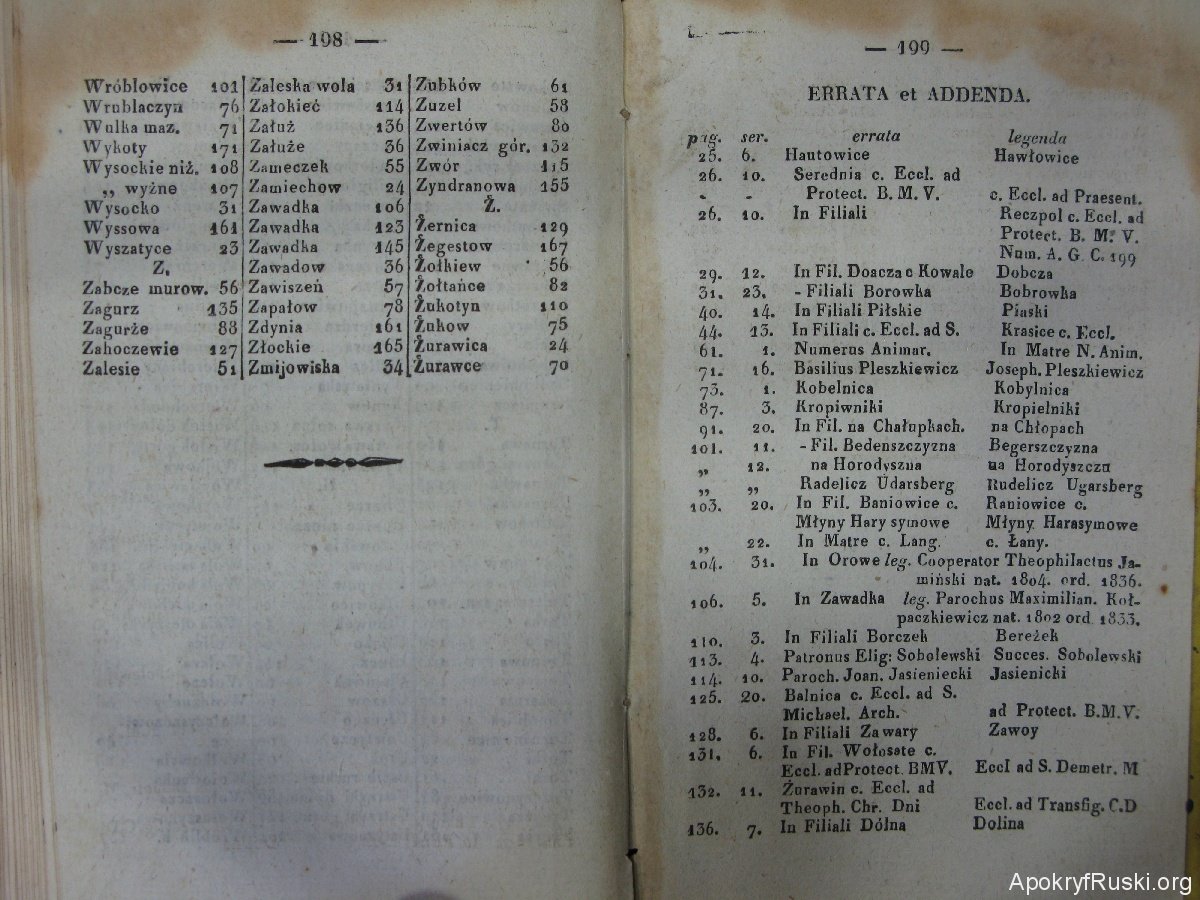 — 198 —
Wróblowice 101
Wrublaczyn 76
Wulka maz. 71
Wykoty 171
Wysockie niż. 108
„ wyżne 107
Wysocko 31
Wyssowa 161
Wyszatyce 23
Z.
Zabcze murow. 56
Zagurz 135
Zagurże 88
Zahoczewie 127
Zalesie 51
Zaleska wola 31
Załokieć 114
Załuż 136
Załuże 36
Zameczek 55
Zamiechow 24
Zawadka 106
Zawadka 123
Zawadka 145
Zawadow 36
Zawiszeń 57
Zapałow 78
Zdynia 161
Złockie 165
Zmijowiska 34
Zubków 61
Zuzel 58
Zwertów 80
Zwiniacz gór. 132
Zwór 115
Zyndranowa 155
Ż.
Żernica 129
Żegestow 167
Żołkiew 56
Żołtańce 82
Żukotyn 110
Żukow 75
Żurawica 24
Żurawce 70
— 199 —
ERRATA et ADDENDA.
pag. ser. errata legenda
25. 6. Hautowice Hawłowice
26. 10. Serednia c. Eccl. ad
- - Protect. B. M. V. c. Eccl. ad Praesent.
26. 10. In Filiali Reczpol c. Eccl. ad
Protect. B. M. V.
Num. A. G. C. 199
29. 12. In Fil. Doacza c Kowale Dobcza
31. 23. - Filiali Borowka Bobrowka
40. 14. In Filiali Piłskie Piaski
44. 13. In Filiali c. Eccl. ad S. Krasice c. Eccl.
61. 1. Numerus Animar. In Matre N. Anim.
71. 16. Basilius Pleszkiewicz Joseph. Pleszkiewicz
73. 1. Kobelnica Kobylnica
87. 3. Kropiwniki Kropielniki
91. 20. In Fil. na Chałupkach. na Chłopach
101. 11. - Fil. Bedenszczyzna Begerszczyzna
„ 12. na Horodyszna na Horodyszczu
„ „ Radelicz Udarsberg Rudelicz Ugarsberg
103. 20. In Fil. Baniowice c. Raniowice c.
Młyny Hary symowe Młyny Harasymowe
„ 22. In Matre c. Lang. c. Łany.
104. 31. In Orowe leg. Cooperator Theophilactus Ja-
miński nat. 1804. ord. 1836.
106. 5. In Zawadka leg. Parochus Maximilian. Koł-
paczkiewicz nat. 1802 ord. 1833.
110. 3. In Filiali Borczek Bereżek
113. 4. Patronus Elig: Sobolewski Succes. Sobolewski
114. 10. Paroch. Joan. Jasieniecki Jasienicki
125. 20. Balnica c. Eccl. ad S.
Michael. Arch. ad Protect. B.M.V.
128. 6. In Filiali Zawary Zawoy
131. 6. In Fil. Wołosate c.
Eccl. ad Protect. BMV. Eccl ad S. Demetr. M
132. 11. Żurawin c. Eccl. ad
Theoph. Chr. Dni Eccl. ad Transfig. C.D
136. 7. In Filiali Dólna Dolina
ApokryfRuski.org